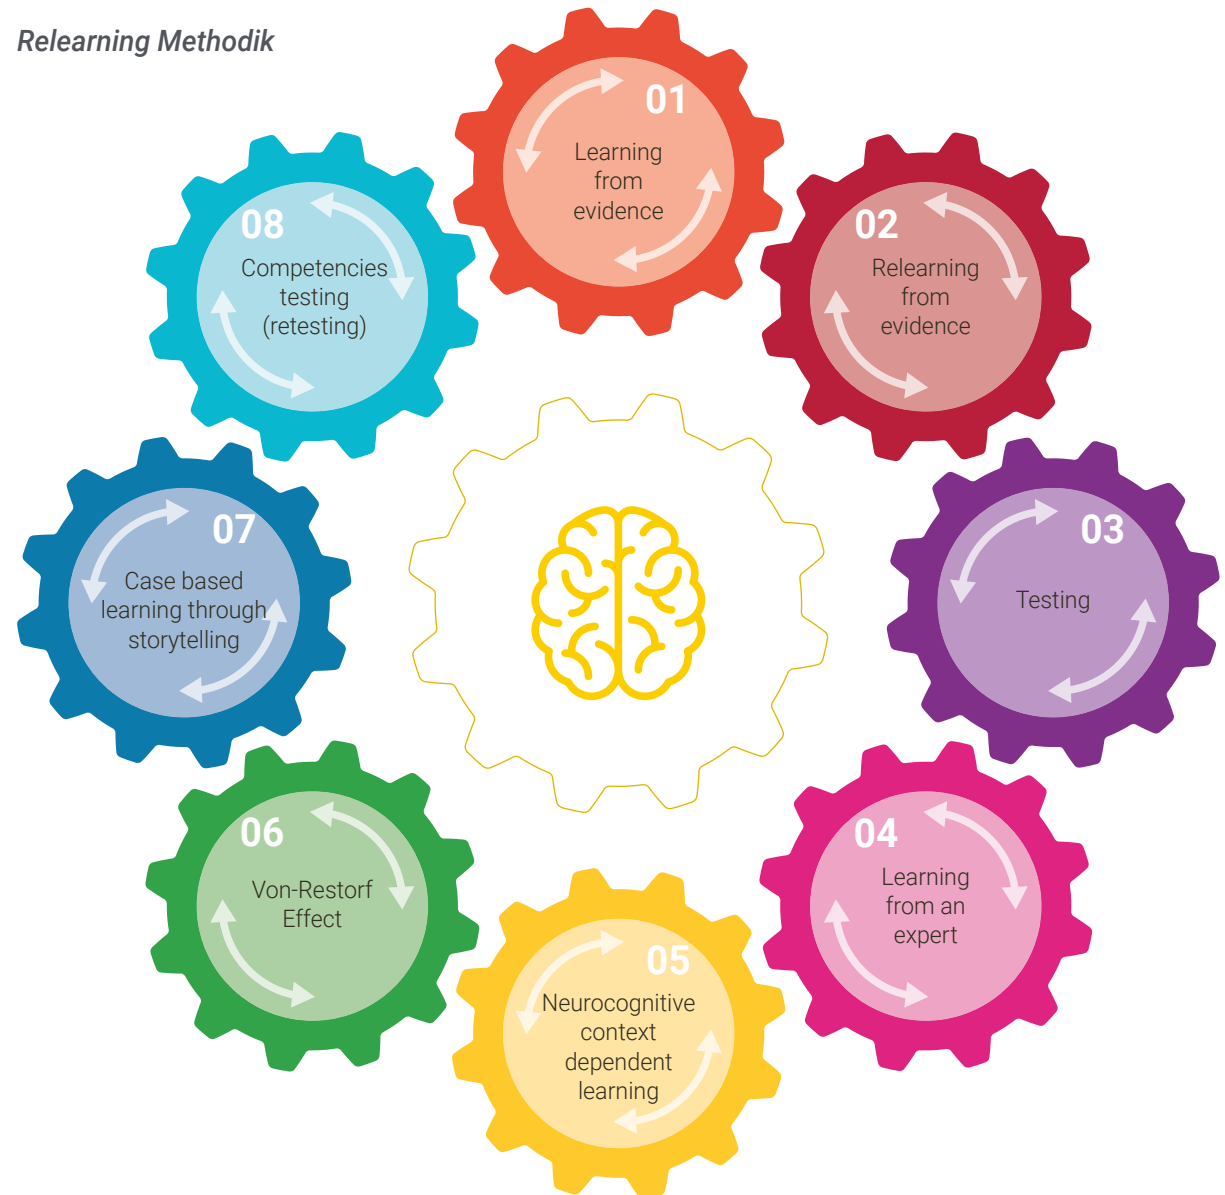 Relearning Methodik
01
Learning
from
evidence
02
Relearning
from
evidence
03
Testing
04
Learning
from an
expert
05
Neurocognitive
context
dependent
learning
06
Von-Restorf
Effect
07
Case based
learning through
storytelling
08
Competencies
testing
(retesting)